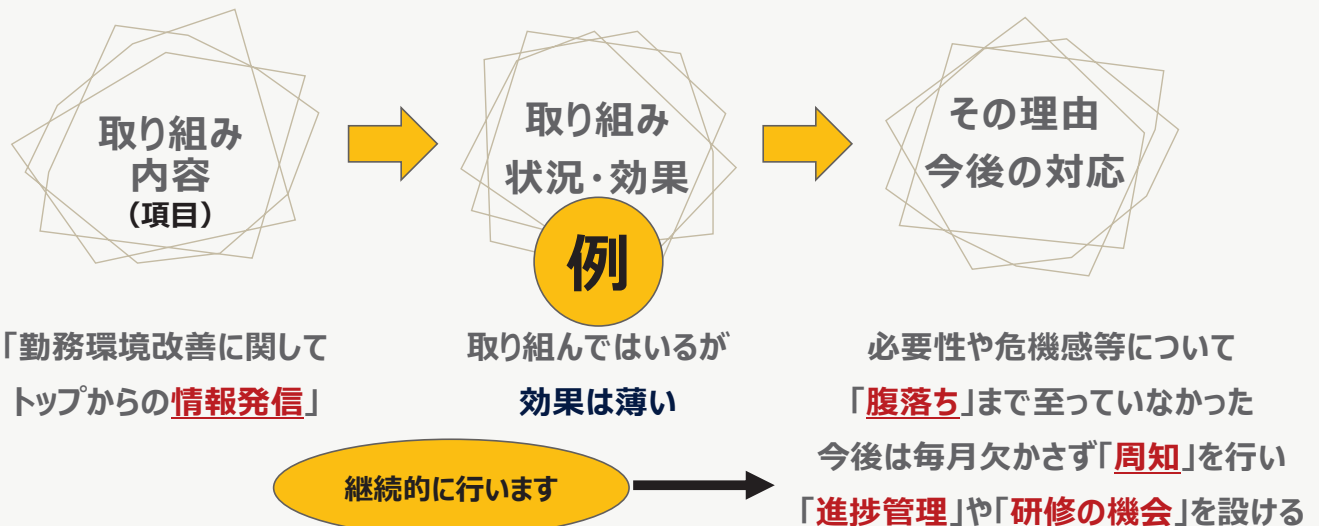 取り組み
内容
（項目）
取り組み
状況・効果
その理由
今後の対応
例
「勤務環境改善に関して
トップからの情報発信」
取り組んではいるが
効果は薄い
必要性や危機感等について
「腹落ち」まで至っていなかった
今後は毎月欠かさず「周知」を行い
「進捗管理」や「研修の機会」を設ける
継続的に行います